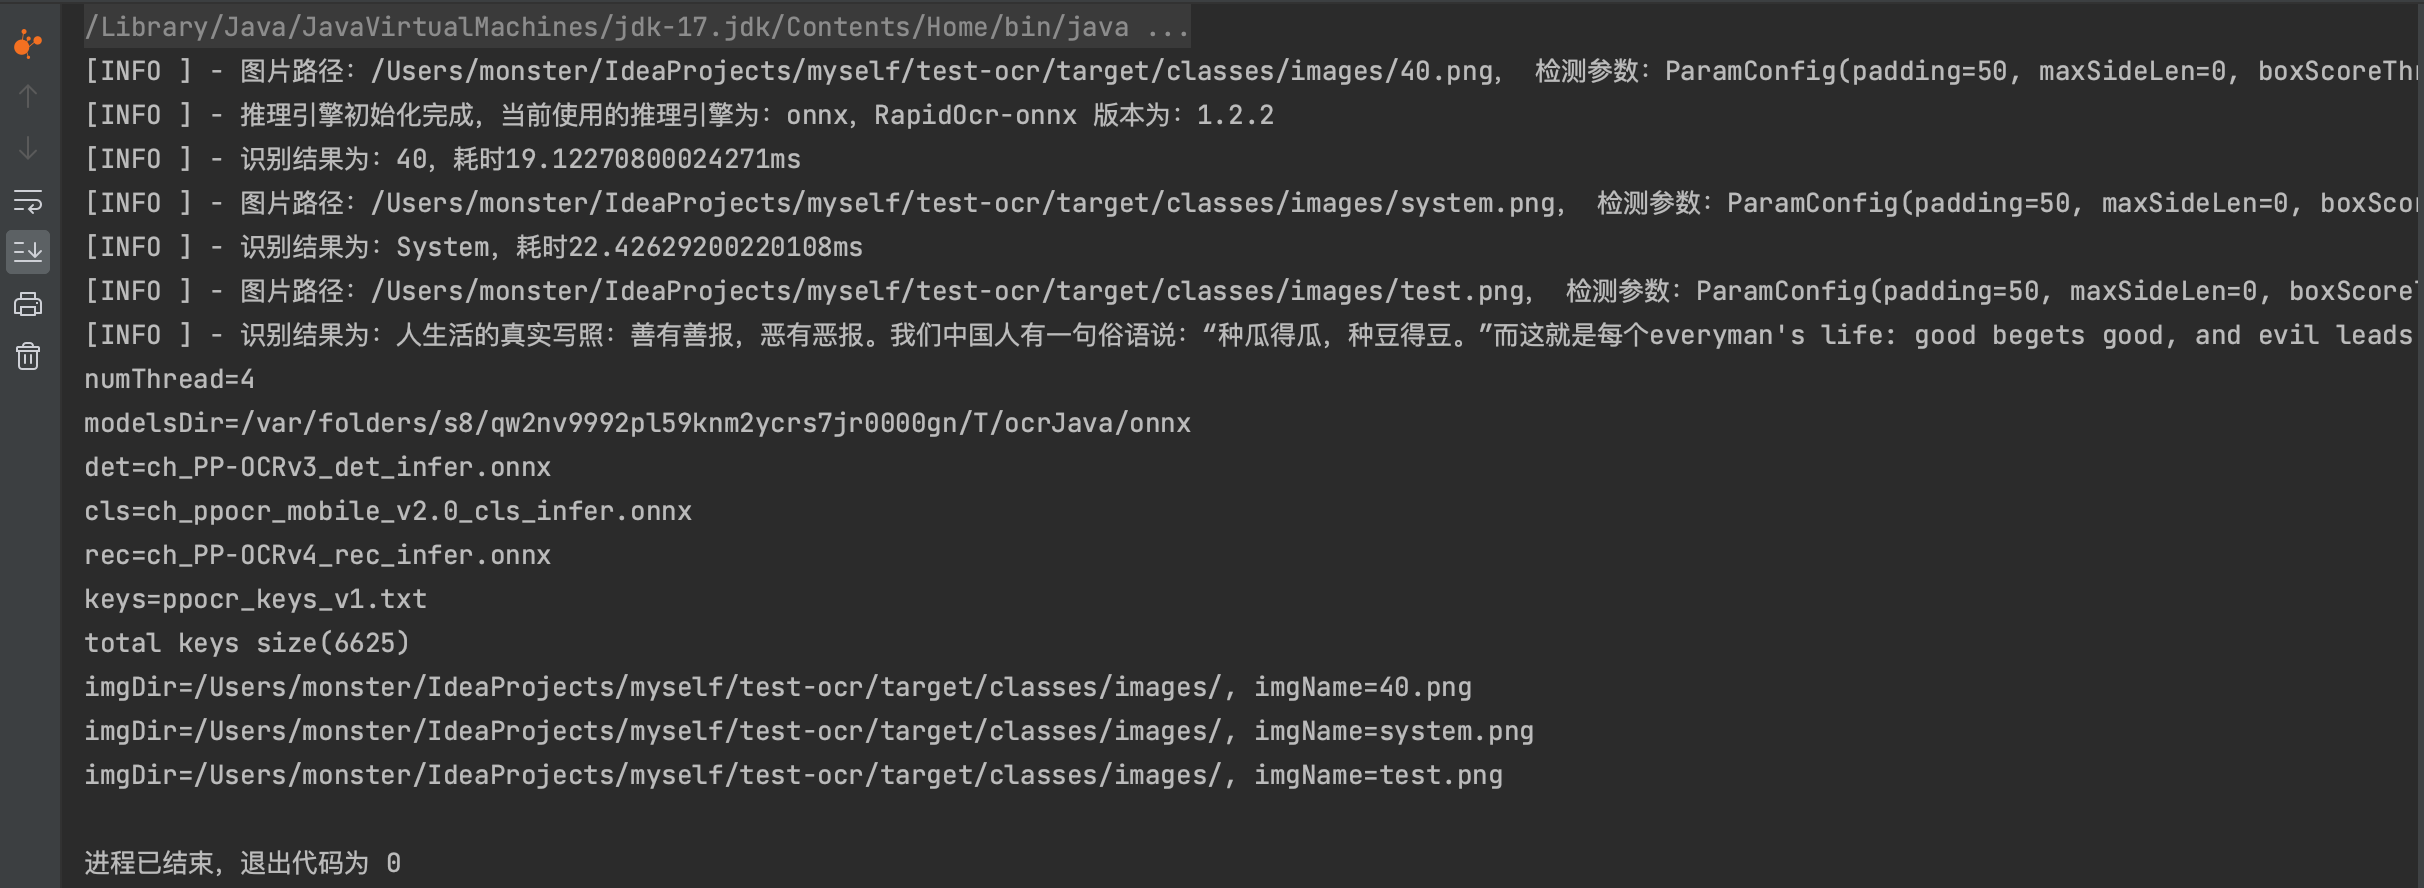 /Library/Java/JavaVirtualMachines/jdk-17.jdk/Contents/Home/bin/java ...
[INFO ] - 图片路径：/Users/monster/IdeaProjects/myself/test-ocr/target/classes/images/40.png， 检测参数：ParamConfig(padding=50, maxSideLen=0, boxScoreThr
[INFO ] - 推理引擎初始化完成，当前使用的推理引擎为：onnx，RapidOcr-onnx 版本为：1.2.2
[INFO ] - 识别结果为：40，耗时19.12270800024271ms
[INFO ] - 图片路径：/Users/monster/IdeaProjects/myself/test-ocr/target/classes/images/system.png， 检测参数：ParamConfig(padding=50, maxSideLen=0, boxScor
[INFO ] - 识别结果为：System，耗时22.42629200220108ms
[INFO ] - 图片路径：/Users/monster/IdeaProjects/myself/test-ocr/target/classes/images/test.png， 检测参数：ParamConfig(padding=50, maxSideLen=0, boxScoreT
[INFO ] - 识别结果为：人生活的真实写照：善有善报，恶有恶报。我们中国人有一句俗语说：“种瓜得瓜，种豆得豆。”而这就是每个everyman's life: good begets good, and evil leads
numThread=4
modelsDir=/var/folders/s8/qw2nv9992pl59knm2ycrs7jr0000gn/T/ocrJava/onnx
det=ch_PP-OCRv3_det_infer.onnx
cls=ch_ppocr_mobile_v2.0_cls_infer.onnx
rec=ch_PP-OCRv4_rec_infer.onnx
keys=ppocr_keys_v1.txt
total keys size(6625)
imgDir=/Users/monster/IdeaProjects/myself/test-ocr/target/classes/images/, imgName=40.png
imgDir=/Users/monster/IdeaProjects/myself/test-ocr/target/classes/images/, imgName=system.png
imgDir=/Users/monster/IdeaProjects/myself/test-ocr/target/classes/images/, imgName=test.png
进程已结束，退出代码为 0